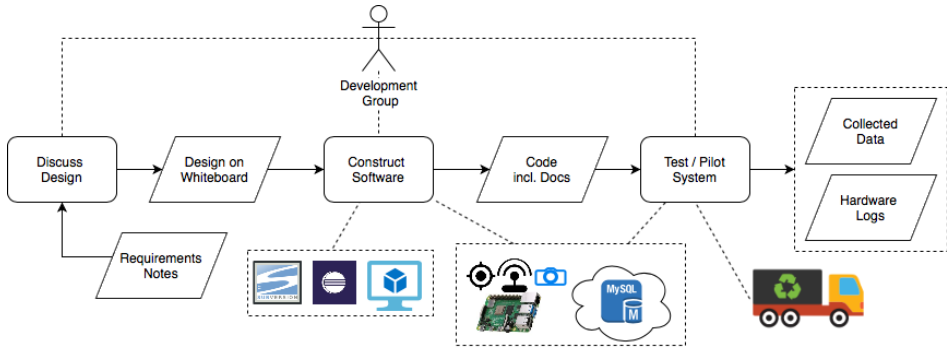 Development
Group
Discuss
Design
Design on
Whiteboard
Construct
Software
Code
incl. Docs
Test / Pilot
System
Collected
Data
Hardware
Logs
Requirements
Notes
SUBVERSION
MySQL
M